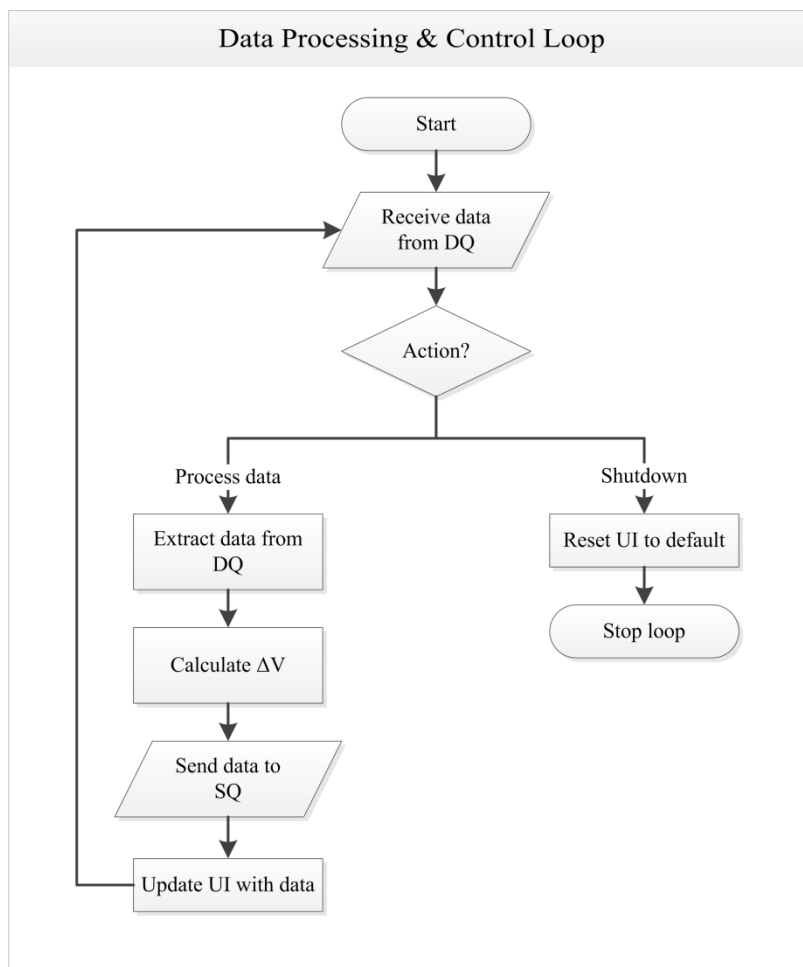 Data Processing & Control Loop
Start
Receive data
from DQ
Action?
Process data
Shutdown
Extract data from
DQ
Reset UI to default
Calculate ΔV
Stop loop
Send data to
SQ
Update UI with data